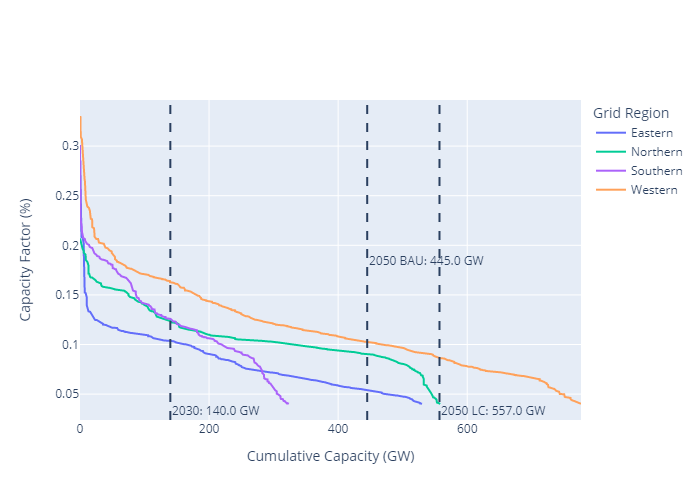 Grid Region
Eastern
Northern
Southern
Western
Capacity Factor (%)
0.3
0.25
0.2
0.15
0.1
0.05
2050 BAU: 445.0 GW
2030: 140.0 GW
2050 LC: 557.0 GW
0
200
400
600
Cumulative Capacity (GW)